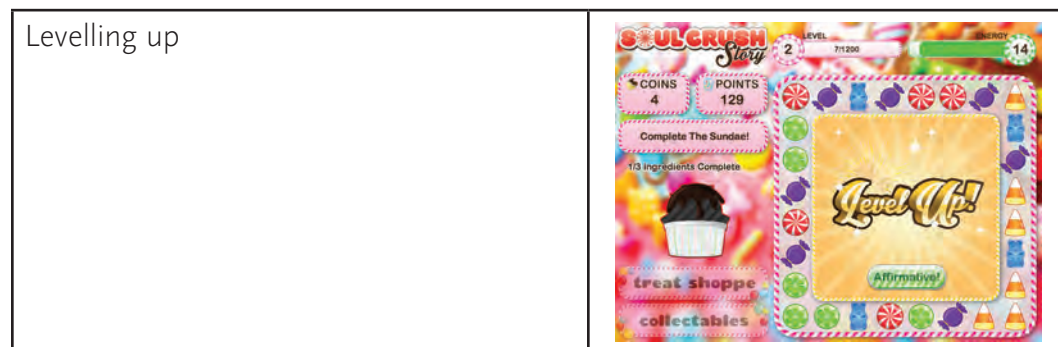 Levelling up
SOUL CRUSH
Story
LEVEL
2
7/1200
ENERGY
14
COINS
4
POINTS
129
Complete The Sundae!
1/3 Ingredients Complete
Level Up!
Affirmative!
treat shoppe
collectables